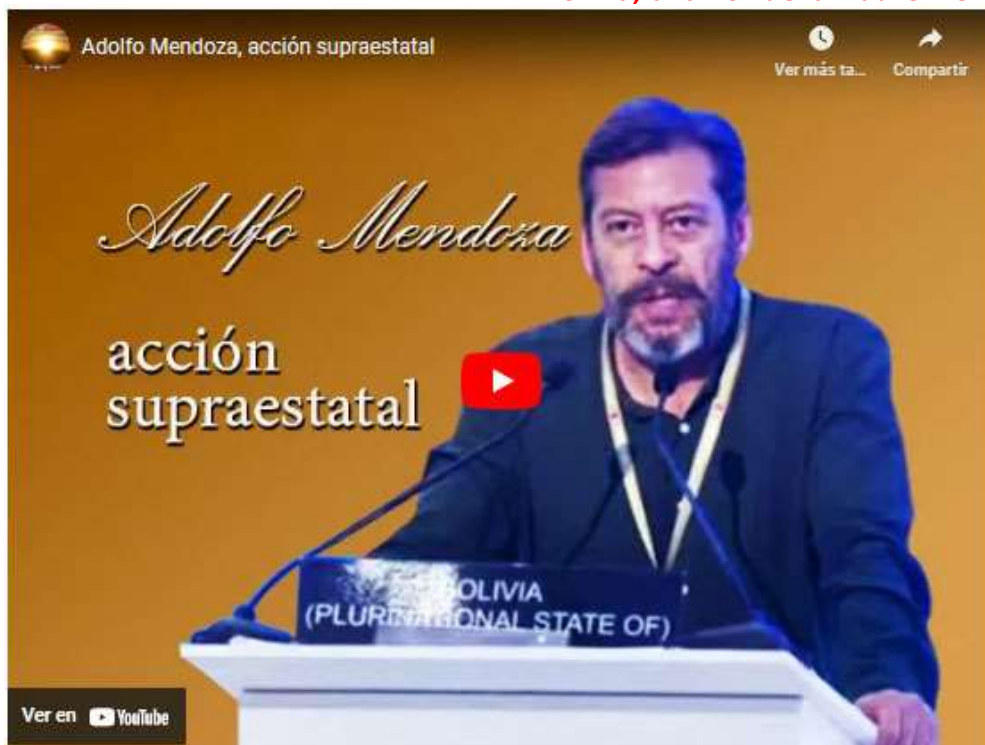 Adolfo Mendoza, acción supraestatal
Ver más ta...
Compartir
Adolfo Mendoza
acción
supraestatal
BOLIVIA
(PLURINATIONAL STATE OF)
Ver en YouTube